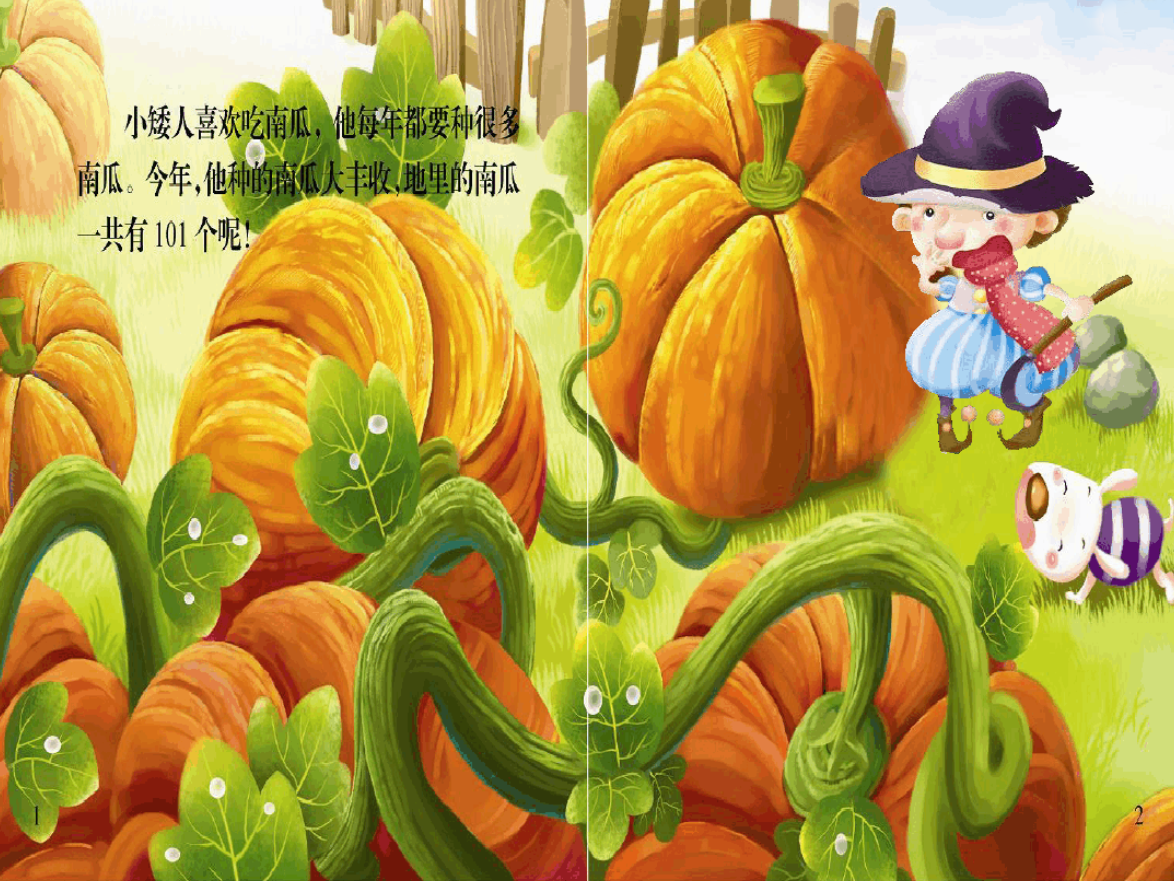 小矮人喜欢吃南瓜，他每年都要种很多
南瓜。今年，他种的南瓜大丰收，地里的南瓜
一共有 101 个呢！
1
2